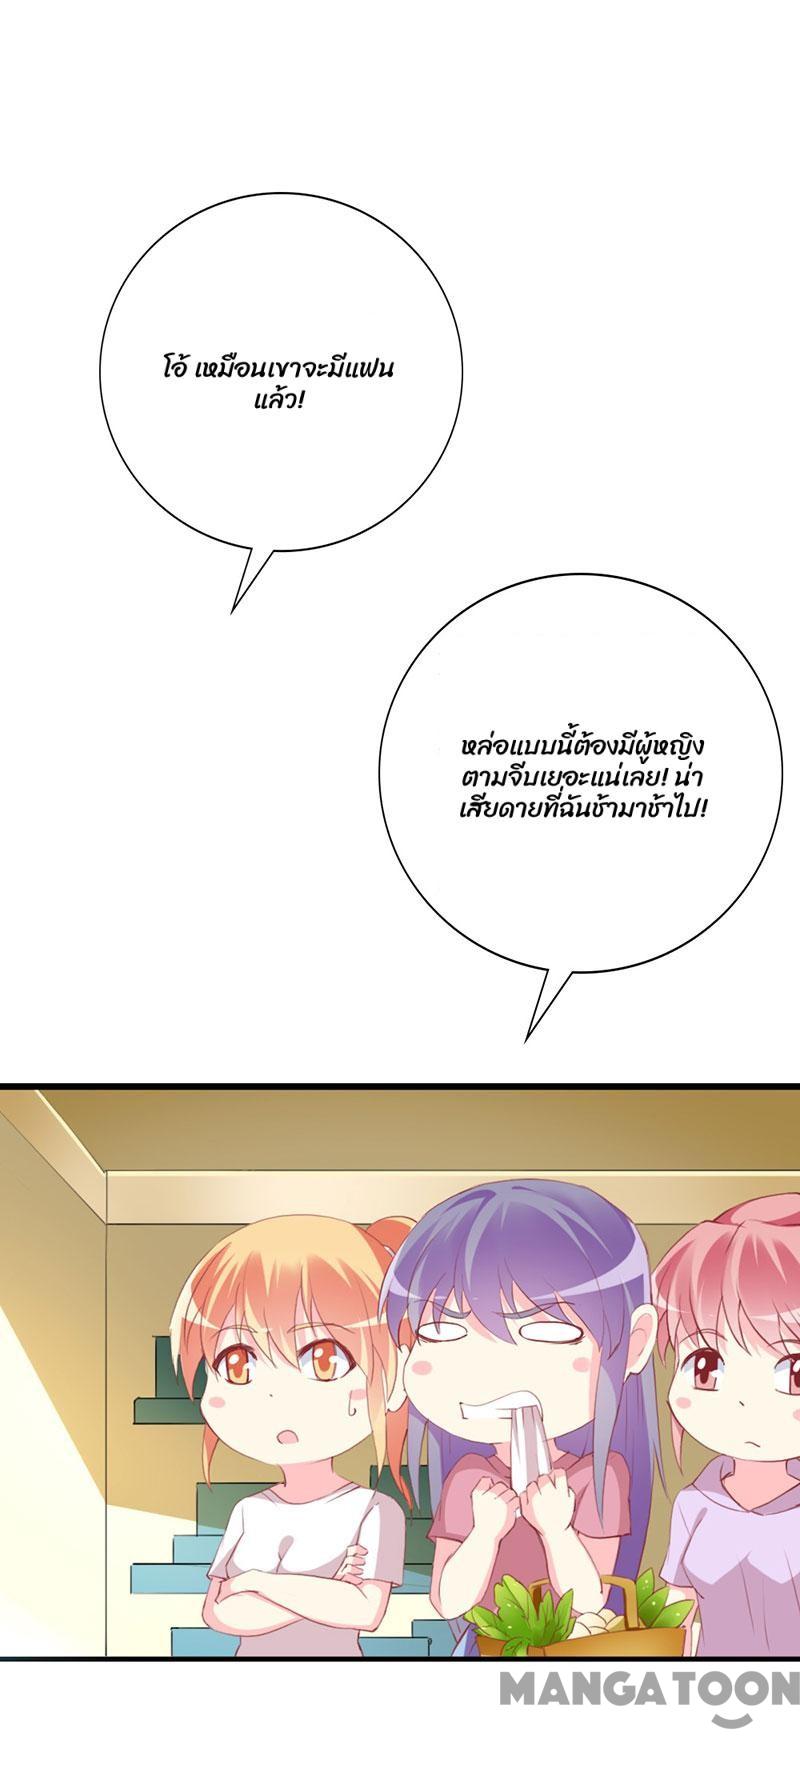 โอ้ เหมือนเขาจะมีแฟน
แล้ว!
หล่อแบบนี้ต้องมีผู้หญิง
ตามจีบเยอะแน่เลย! น่า
เสียดายที่ฉันช้ามาช้าไป!
MANGATOON